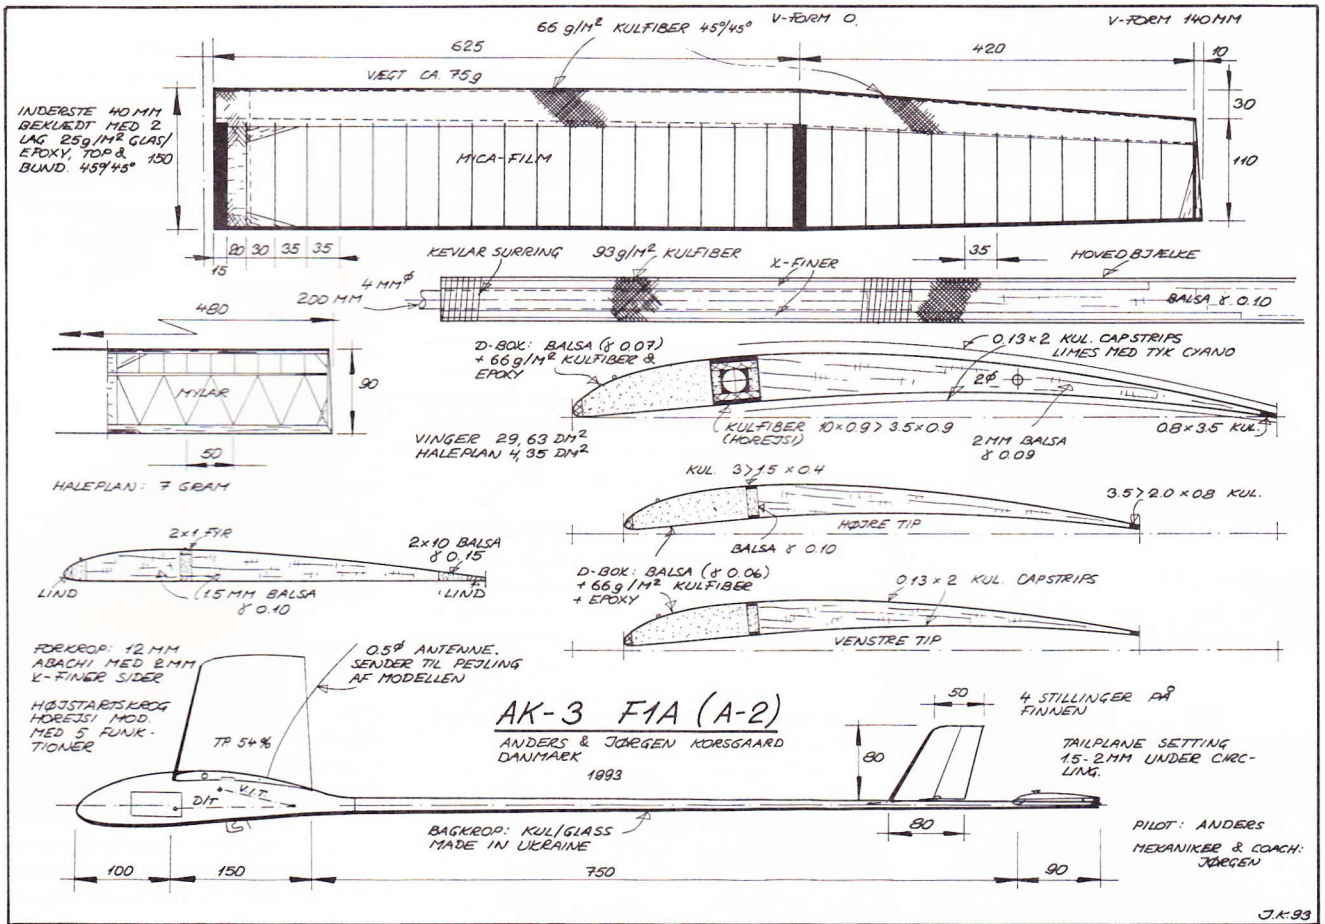 66 g/M² KULFIBER 45°/45°
V-FORM 0.
V-FORM 140 MM
625
420
10
VÆGT CA. 75g
30
INDERSTE 40 MM
BEKLÆDT MED 2
LAG 25g/M² GLAS/
EPOXY, TOP &
BUND. 45°/45°
150
MICA-FILM
110
15
20
30
35
35
KEVLAR SURRING
93g/M² KULFIBER
X-FINER
35
HOVEDBJÆLKE
4 MMØ
200 MM
BALSA ɣ 0.10
480
90
MYLAR
50
HALEPLAN: 7 GRAM
D-BOX: BALSA (ɣ 0.07)
+ 66 g/M² KULFIBER &
EPOXY
0.13×2 KUL. CAPSTRIPS
LIMES MED TYK CYANO
2Ø
VINGER 29,63 DM²
HALEPLAN 4,35 DM²
KULFIBER 10×0.9 > 3.5×0.9
(HOREJSI)
2 MM BALSA
ɣ 0.09
0.8×3.5 KUL.
KUL. 3 > 1.5 × 0.4
3.5 > 2.0 × 0.8 KUL.
HØJRE TIP
BALSA ɣ 0.10
2×1 FYR
2×10 BALSA
ɣ 0.15
LIND
1.5 MM BALSA
ɣ 0.10
LIND
D-BOX: BALSA (ɣ 0.06)
+ 66 g/M² KULFIBER
+ EPOXY
0.13 × 2 KUL. CAPSTRIPS
VENSTRE TIP
FORKROP: 12 MM
ABACHI MED 2 MM
X-FINER SIDER
HØJSTARTSKROG
HOREJSI MOD.
MED 5 FUNK-
TIONER
0.5Ø ANTENNE.
SENDER TIL PEJLING
AF MODELLEN
TP. 54%
V.I.T.
D/T
AK-3 F1A (A-2)
ANDERS & JØRGEN KORSGAARD
DANMARK
1993
50
4 STILLINGER PÅ
FINNEN
80
TAILPLANE SETTING
1.5-2 MM UNDER CIRC-
LING.
BAGKROP: KUL/GLASS
MADE IN UKRAINE
80
PILOT: ANDERS
MEKANIKER & COACH:
JØRGEN
100
150
750
90
J.K. 93